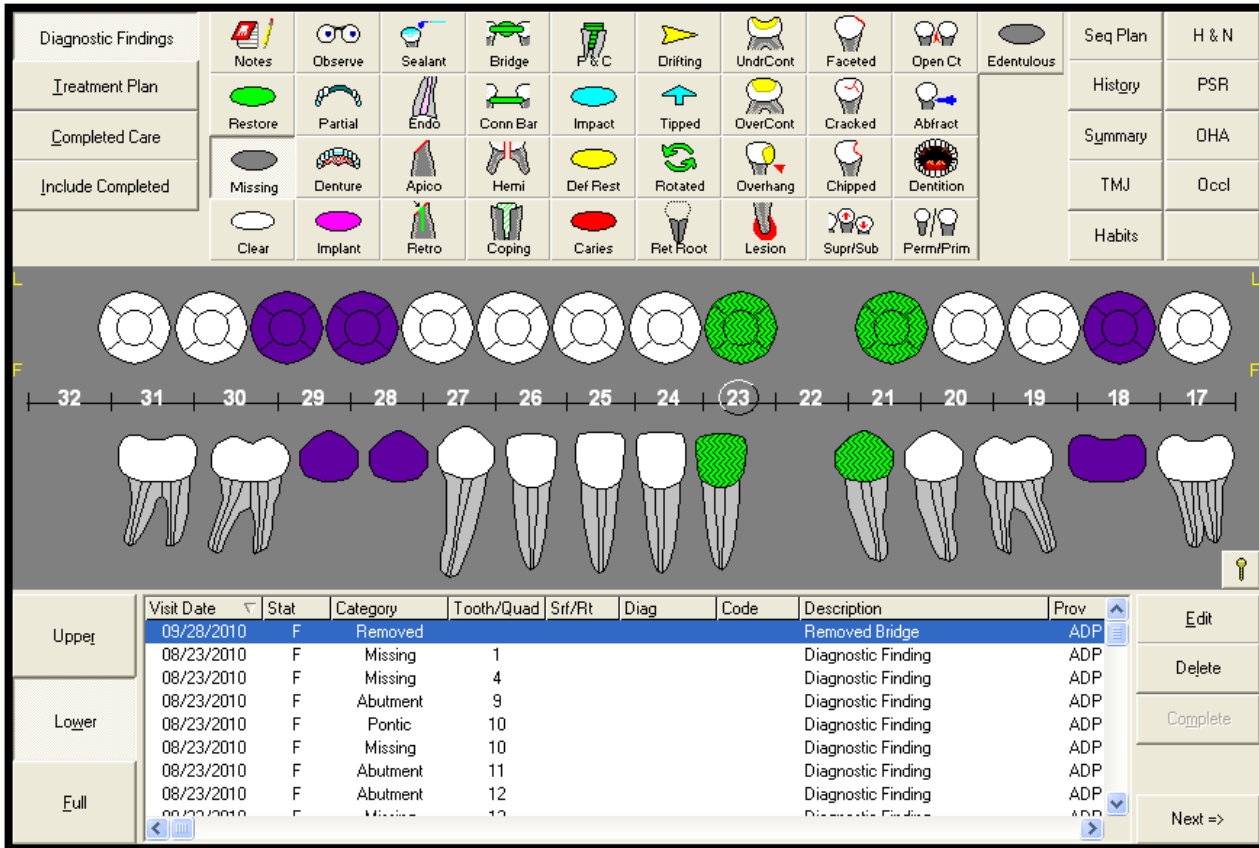 Diagnostic Findings
Treatment Plan
Completed Care
Include Completed
Notes Observe Sealant Bridge P & C Drifting UndrCont Faceted Open Ct Edentulous
Restore Partial Endo Conn Bar Impact Tipped OverCont Cracked Abfract
Missing Denture Apico Hemi Def Rest Rotated Overhang Chipped Dentition
Clear Implant Retro Coping Caries Ret Root Lesion Supr/Sub Perm/Prim
Seq Plan H & N
History PSR
Summary OHA
TMJ Occl
Habits
L L
F F
32 31 30 29 28 27 26 25 24 23 22 21 20 19 18 17
Upper
Lower
Full
Visit Date Stat Category Tooth/Quad Srf/Rt Diag Code Description Prov
09/28/2010 F Removed Removed Bridge ADP
08/23/2010 F Missing 1 Diagnostic Finding ADP
08/23/2010 F Missing 4 Diagnostic Finding ADP
08/23/2010 F Abutment 9 Diagnostic Finding ADP
08/23/2010 F Pontic 10 Diagnostic Finding ADP
08/23/2010 F Missing 10 Diagnostic Finding ADP
08/23/2010 F Abutment 11 Diagnostic Finding ADP
08/23/2010 F Abutment 12 Diagnostic Finding ADP
Edit
Delete
Complete
Next =>